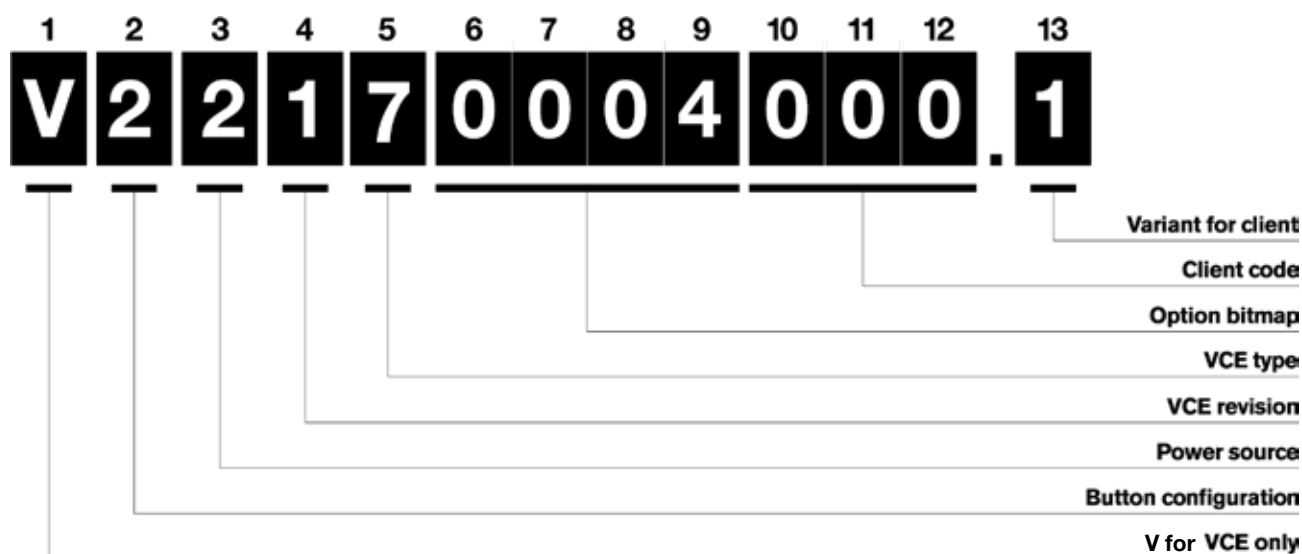 1 2 3 4 5 6 7 8 9 10 11 12 13
V 2 2 1 7 0 0 0 4 0 0 0 . 1
Variant for client
Client code
Option bitmap
VCE type
VCE revision
Power source
Button configuration
V for VCE only